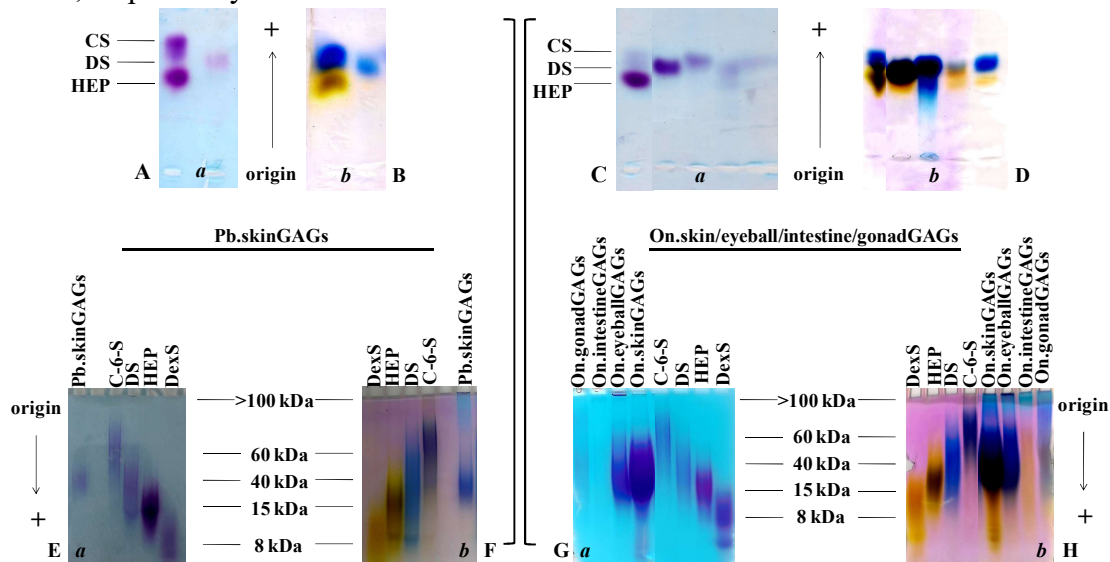 CS
DS
HEP
+
origin
a
A
b
B
CS
DS
HEP
+
origin
C
a
b
D
Pb.skinGAGs
On.skin/eyeball/intestine/gonadGAGs
Pb.skinGAGs
C-6-S
DS
HEP
DexS
DexS
HEP
DS
C-6-S
Pb.skinGAGs
On.gonadGAGs
On.intestineGAGs
On.eyeballGAGs
On.skinGAGs
C-6-S
DS
HEP
DexS
DexS
HEP
DS
C-6-S
On.skinGAGs
On.eyeballGAGs
On.intestineGAGs
On.gonadGAGs
origin
+
>100 kDa
60 kDa
40 kDa
15 kDa
8 kDa
E
a
b
F
>100 kDa
60 kDa
40 kDa
15 kDa
8 kDa
origin
+
G
a
b
H